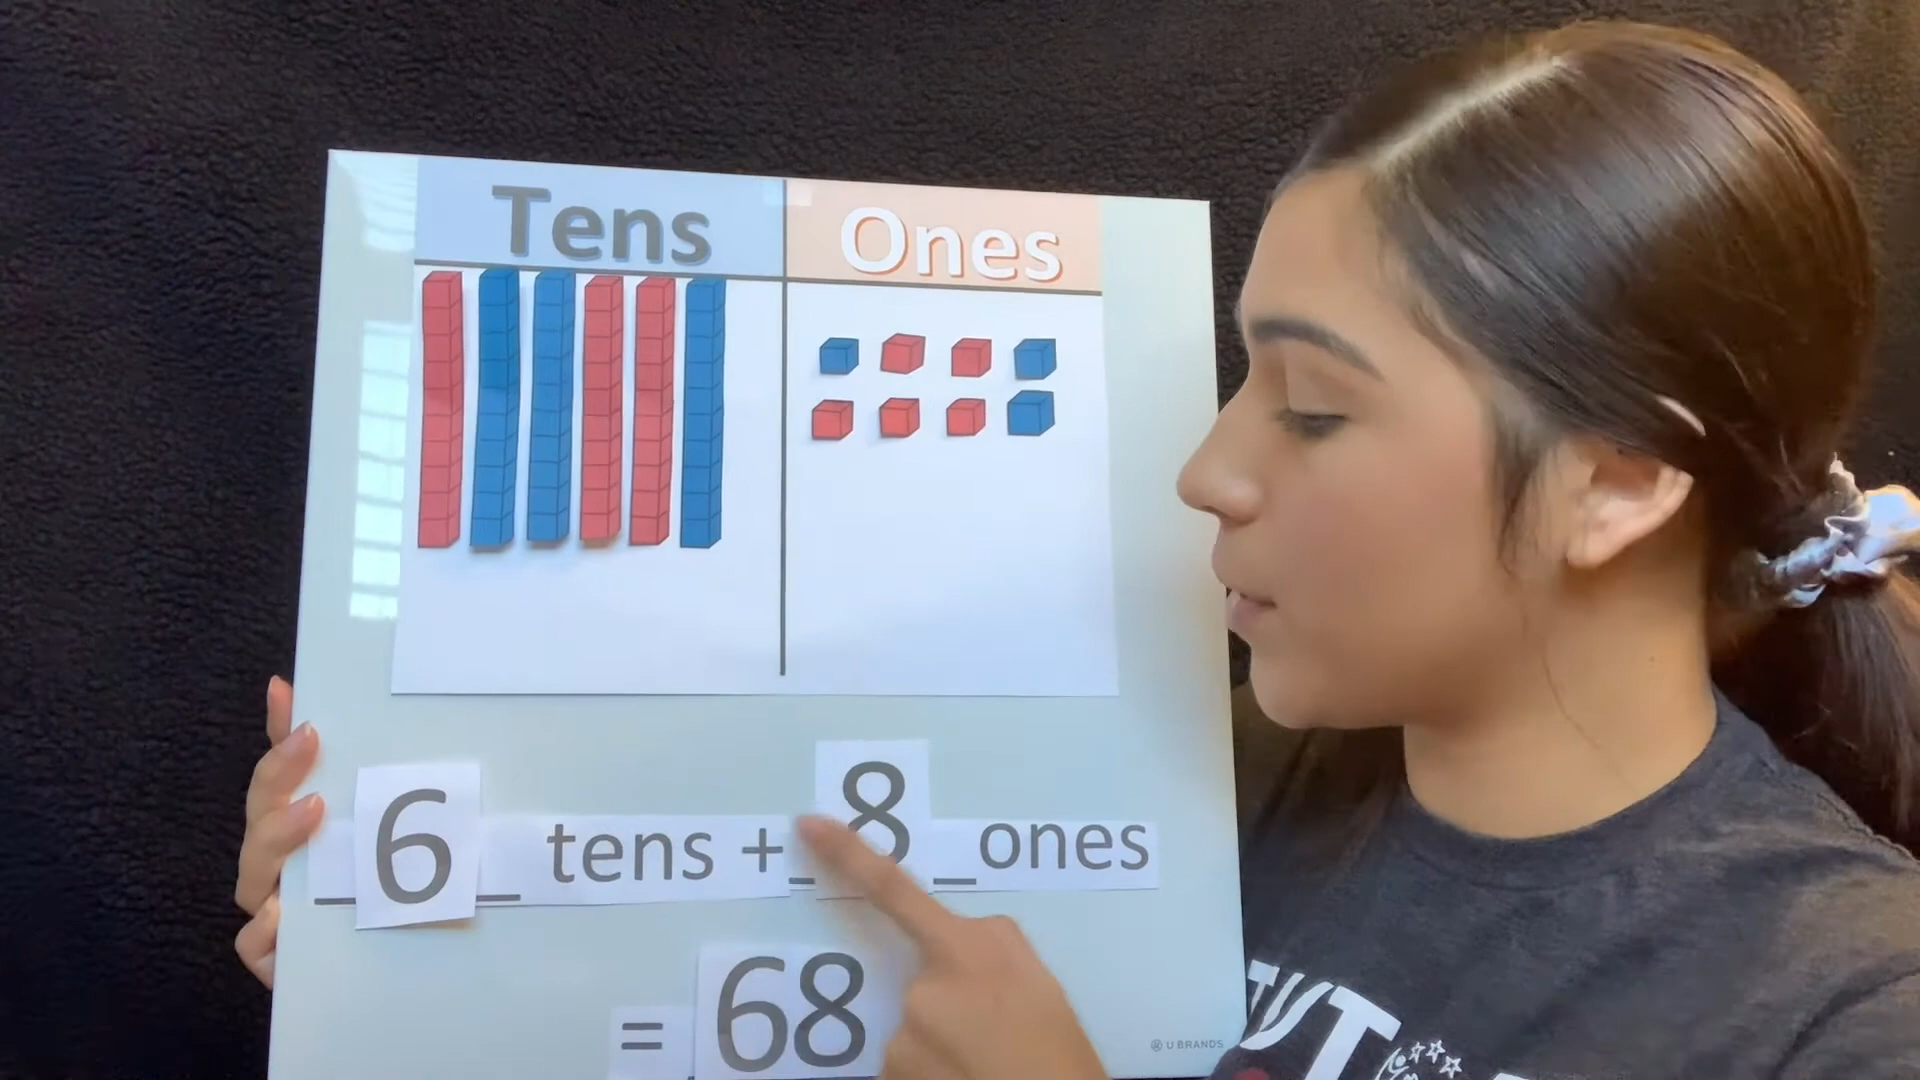 Tens Ones
_6_ tens + _8_ones
= 68
U BRANDS